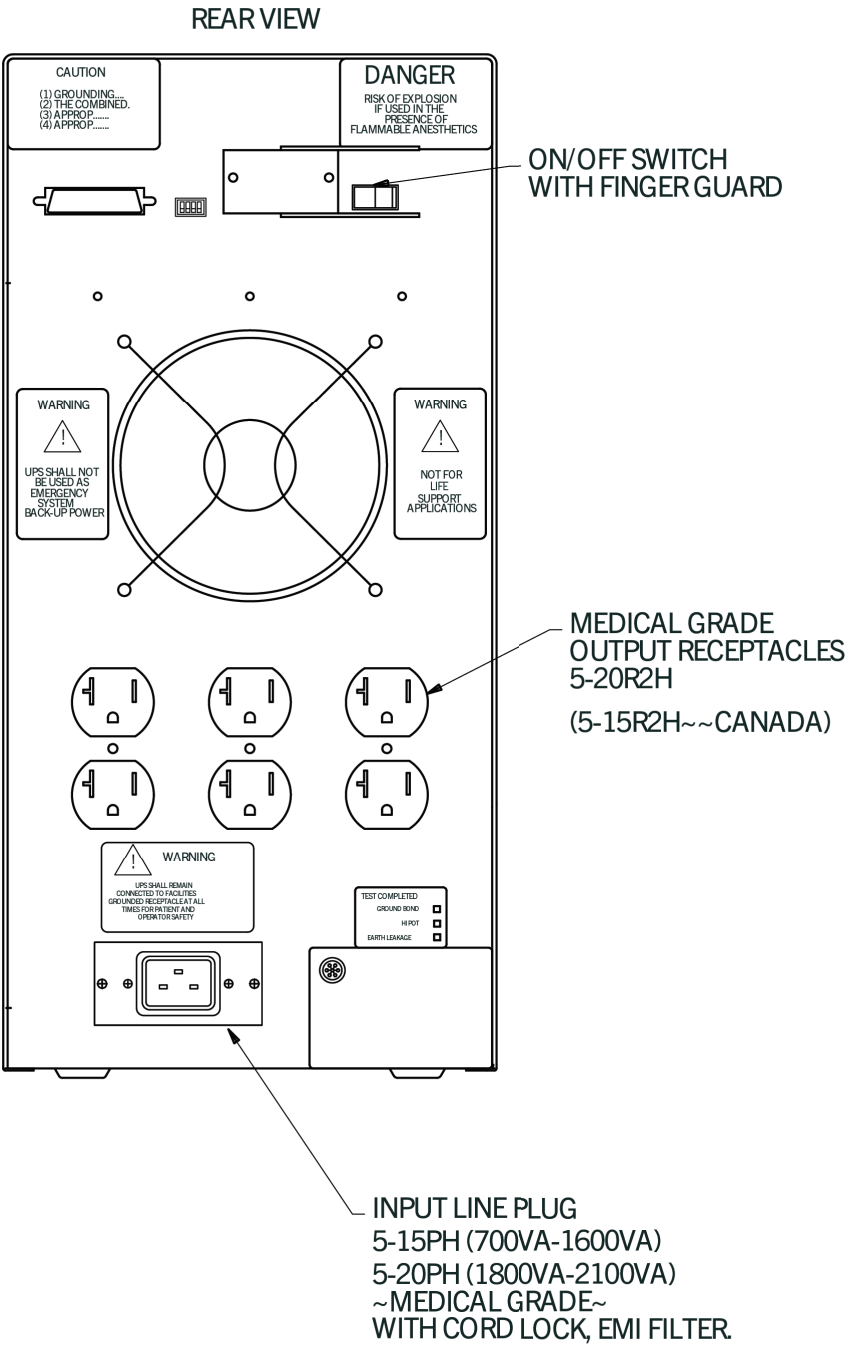 REAR VIEW
CAUTION
(1) GROUNDING....
(2) THE COMBINED.
(3) APPROP.......
(4) APPROP.......
DANGER
RISK OF EXPLOSION
IF USED IN THE
PRESENCE OF
FLAMMABLE ANESTHETICS
ON/OFF SWITCH
WITH FINGER GUARD
WARNING
!
UPS SHALL NOT
BE USED AS
EMERGENCY
SYSTEM
BACK-UP POWER
WARNING
!
NOT FOR
LIFE
SUPPORT
APPLICATIONS
MEDICAL GRADE
OUTPUT RECEPTACLES
5-20R2H
(5-15R2H~~CANADA)
! WARNING
UPS SHALL REMAIN
CONNECTED TO FACILITIES
GROUNDED RECEPTACLE AT ALL
TIMES FOR PATIENT AND
OPERATOR SAFETY
TEST COMPLETED
GROUND BOND
HI POT
EARTH LEAKAGE
INPUT LINE PLUG
5-15PH (700VA-1600VA)
5-20PH (1800VA-2100VA)
~MEDICAL GRADE~
WITH CORD LOCK, EMI FILTER.